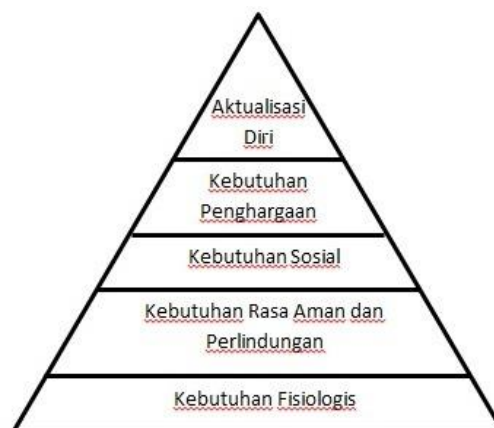 Aktualisasi
Diri
Kebutuhan
Penghargaan
Kebutuhan Sosial
Kebutuhan Rasa Aman dan
Perlindungan
Kebutuhan Fisiologis